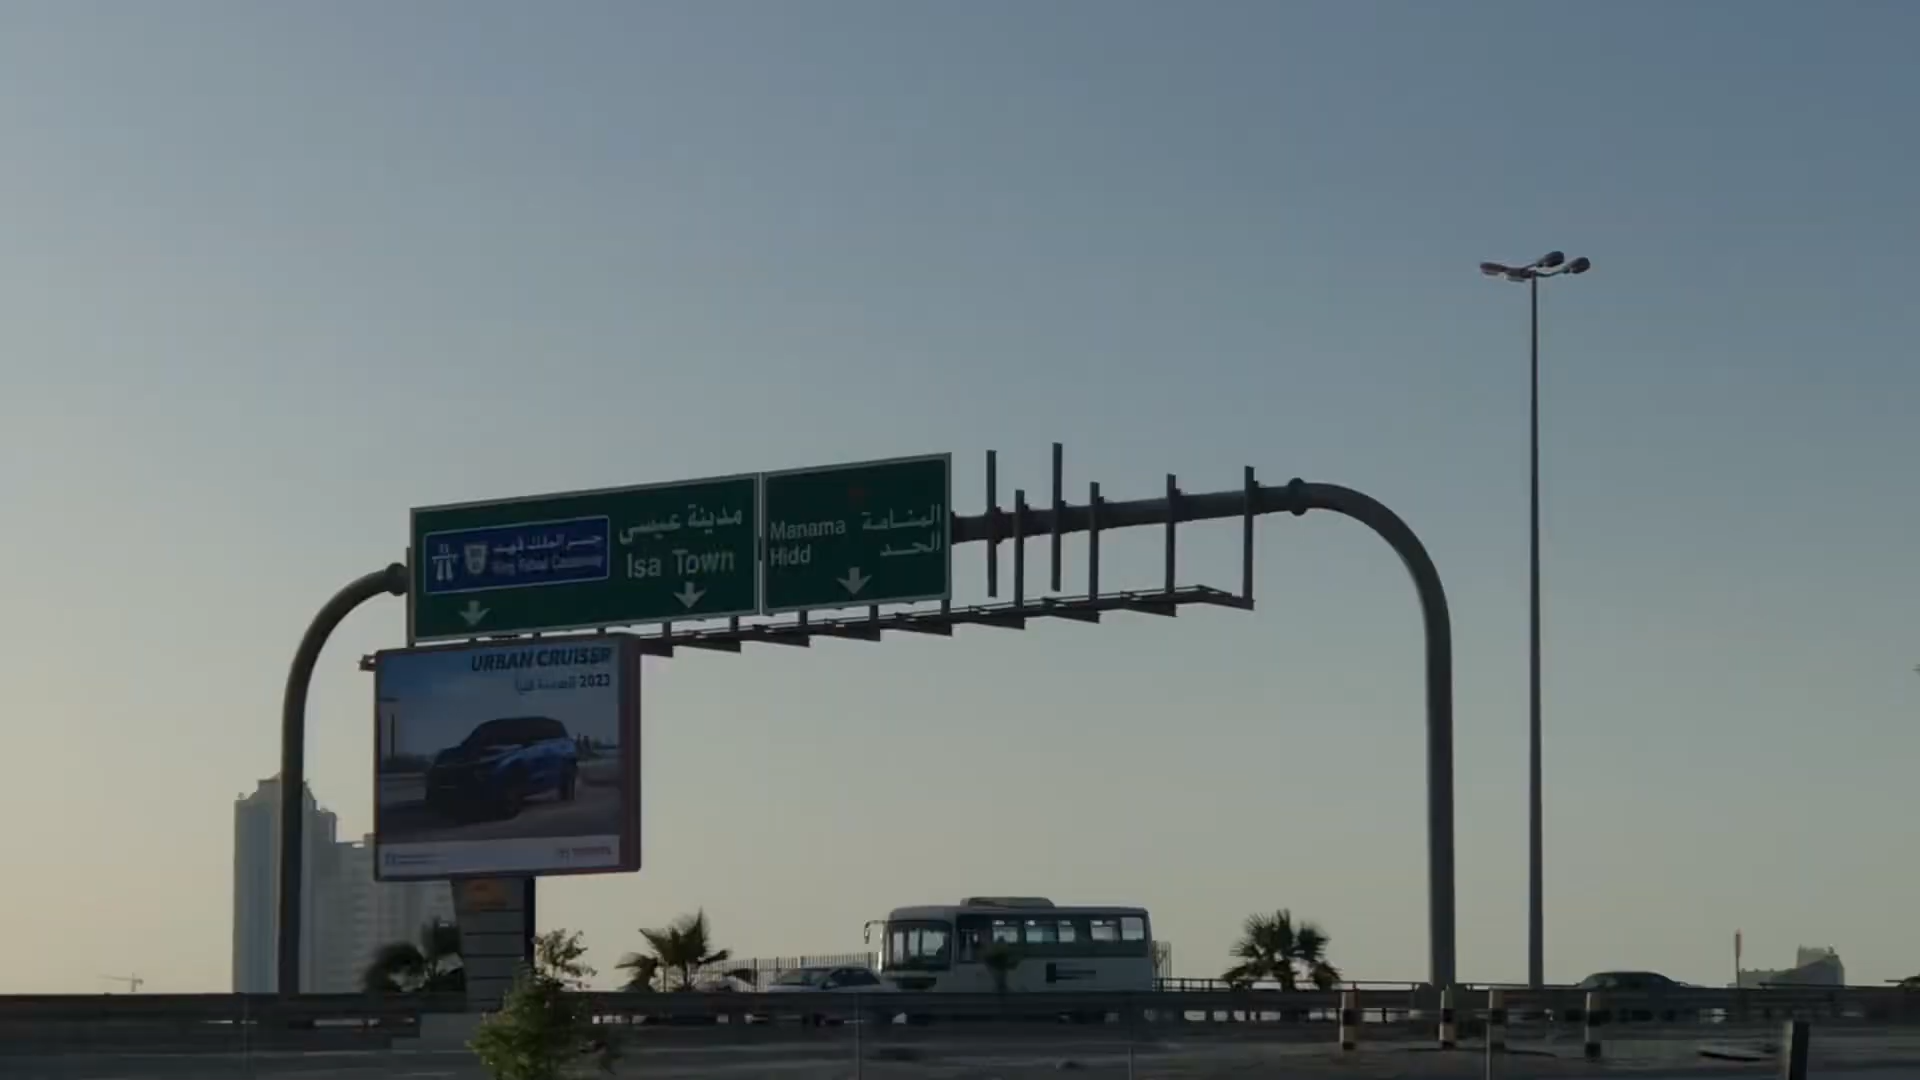 جسر الملك فهد
King Fahad Causeway
مدينة عيسى
Isa Town
Manama المنامة
Hidd الحد
URBAN CRUISER
2023